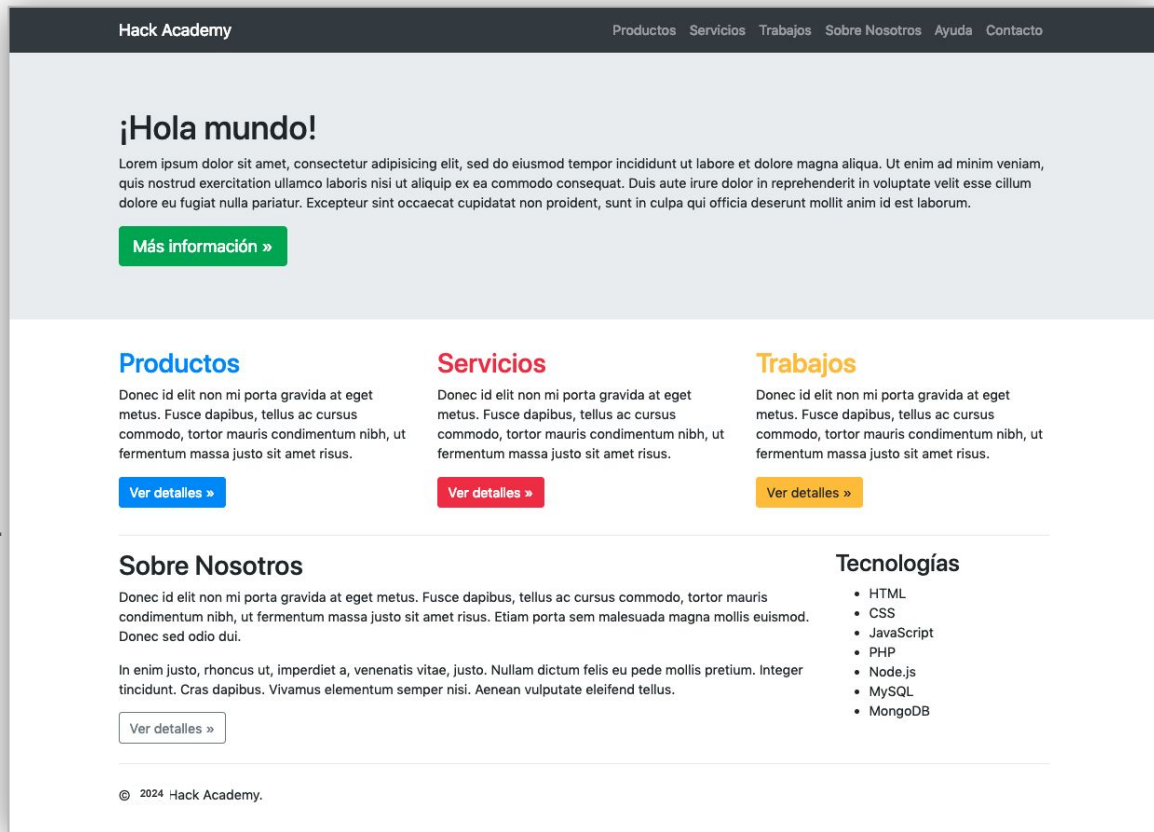 Hack Academy
Productos Servicios Trabajos Sobre Nosotros Ayuda Contacto
¡Hola mundo!
Lorem ipsum dolor sit amet, consectetur adipisicing elit, sed do eiusmod tempor incididunt ut labore et dolore magna aliqua. Ut enim ad minim veniam,
quis nostrud exercitation ullamco laboris nisi ut aliquip ex ea commodo consequat. Duis aute irure dolor in reprehenderit in voluptate velit esse cillum
dolore eu fugiat nulla pariatur. Excepteur sint occaecat cupidatat non proident, sunt in culpa qui officia deserunt mollit anim id est laborum.
Más información »
Productos
Donec id elit non mi porta gravida at eget
metus. Fusce dapibus, tellus ac cursus
commodo, tortor mauris condimentum nibh, ut
fermentum massa justo sit amet risus.
Ver detalles »
Servicios
Donec id elit non mi porta gravida at eget
metus. Fusce dapibus, tellus ac cursus
commodo, tortor mauris condimentum nibh, ut
fermentum massa justo sit amet risus.
Ver detalles »
Trabajos
Donec id elit non mi porta gravida at eget
metus. Fusce dapibus, tellus ac cursus
commodo, tortor mauris condimentum nibh, ut
fermentum massa justo sit amet risus.
Ver detalles »
Sobre Nosotros
Donec id elit non mi porta gravida at eget metus. Fusce dapibus, tellus ac cursus commodo, tortor mauris
condimentum nibh, ut fermentum massa justo sit amet risus. Etiam porta sem malesuada magna mollis euismod.
Donec sed odio dui.
In enim justo, rhoncus ut, imperdiet a, venenatis vitae, justo. Nullam dictum felis eu pede mollis pretium. Integer
tincidunt. Cras dapibus. Vivamus elementum semper nisi. Aenean vulputate eleifend tellus.
Ver detalles »
Tecnologías
• HTML
• CSS
• JavaScript
• PHP
• Node.js
• MySQL
• MongoDB
© 2024 Hack Academy.